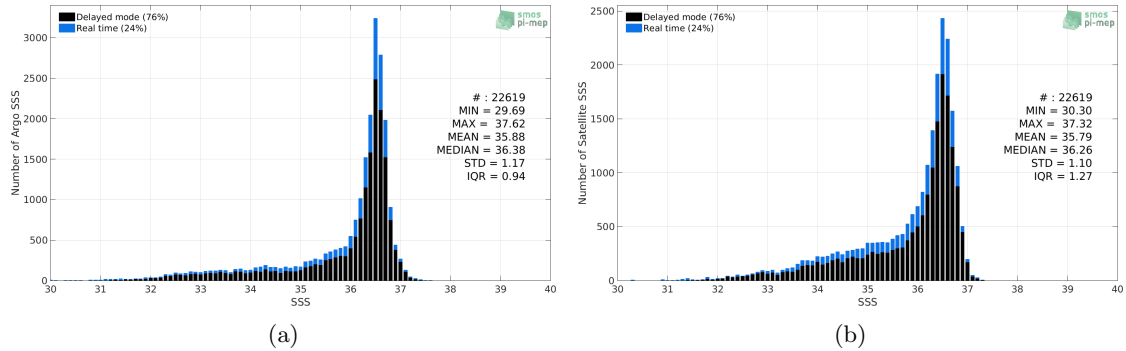 Delayed mode (76%)
Real time (24%)
smos
pi-mep
Number of Argo SSS
3000
2500
2000
1500
1000
500
0
# : 22619
MIN = 29.69
MAX = 37.62
MEAN = 35.88
MEDIAN = 36.38
STD = 1.17
IQR = 0.94
30 31 32 33 34 35 36 37 38 39 40
SSS
(a)
Delayed mode (76%)
Real time (24%)
smos
pi-mep
Number of Satellite SSS
2500
2000
1500
1000
500
0
# : 22619
MIN = 30.30
MAX = 37.32
MEAN = 35.79
MEDIAN = 36.26
STD = 1.10
IQR = 1.27
30 31 32 33 34 35 36 37 38 39 40
SSS
(b)